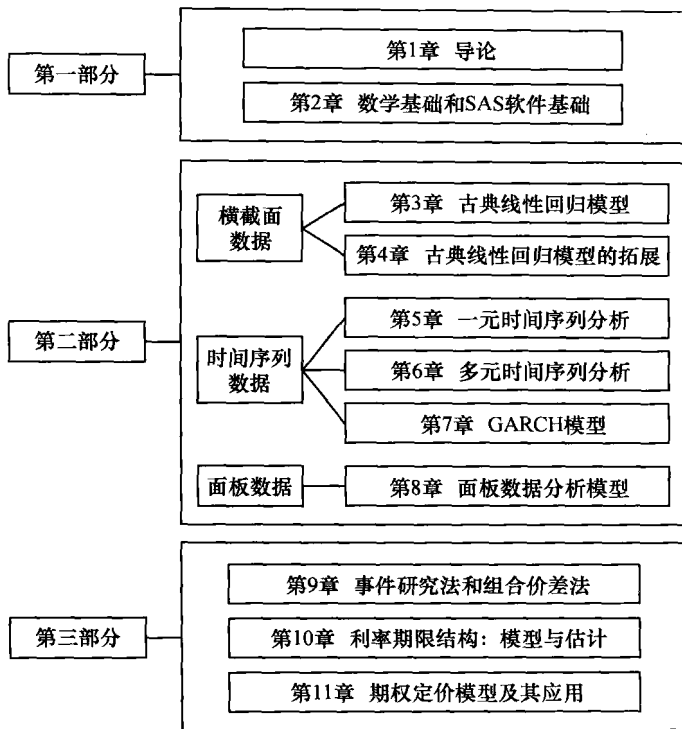 第一部分
第1章 导论
第2章 数学基础和SAS软件基础
第二部分
横截面
数据
第3章 古典线性回归模型
第4章 古典线性回归模型的拓展
时间序列
数据
第5章 一元时间序列分析
第6章 多元时间序列分析
第7章 GARCH模型
面板数据
第8章 面板数据分析模型
第三部分
第9章 事件研究法和组合价差法
第10章 利率期限结构：模型与估计
第11章 期权定价模型及其应用